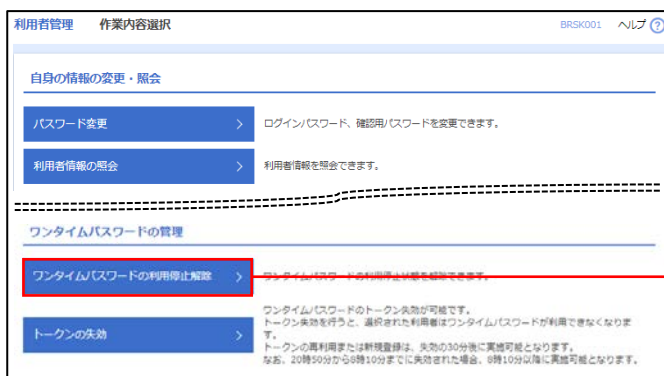 利用者管理 作業内容選択 BRSK001 ヘルプ ?
自身の情報の変更・照会
パスワード変更 > ログインパスワード、確認用パスワードを変更できます。
利用者情報の照会 > 利用者情報を照会できます。
ワンタイムパスワードの管理
ワンタイムパスワードの利用停止解除 > ワンタイムパスワードの利用停止状態を解除できます。
ワンタイムパスワードのトークン失効が可能です。
トークン失効を行うと、選択された利用者はワンタイムパスワードが利用できなくなりま
トークンの失効 > す。
トークンの再利用または新規登録は、失効の30分後に実施可能となります。
なお、20時50分から8時10分までに失効された場合、8時10分以降に実施可能となります。